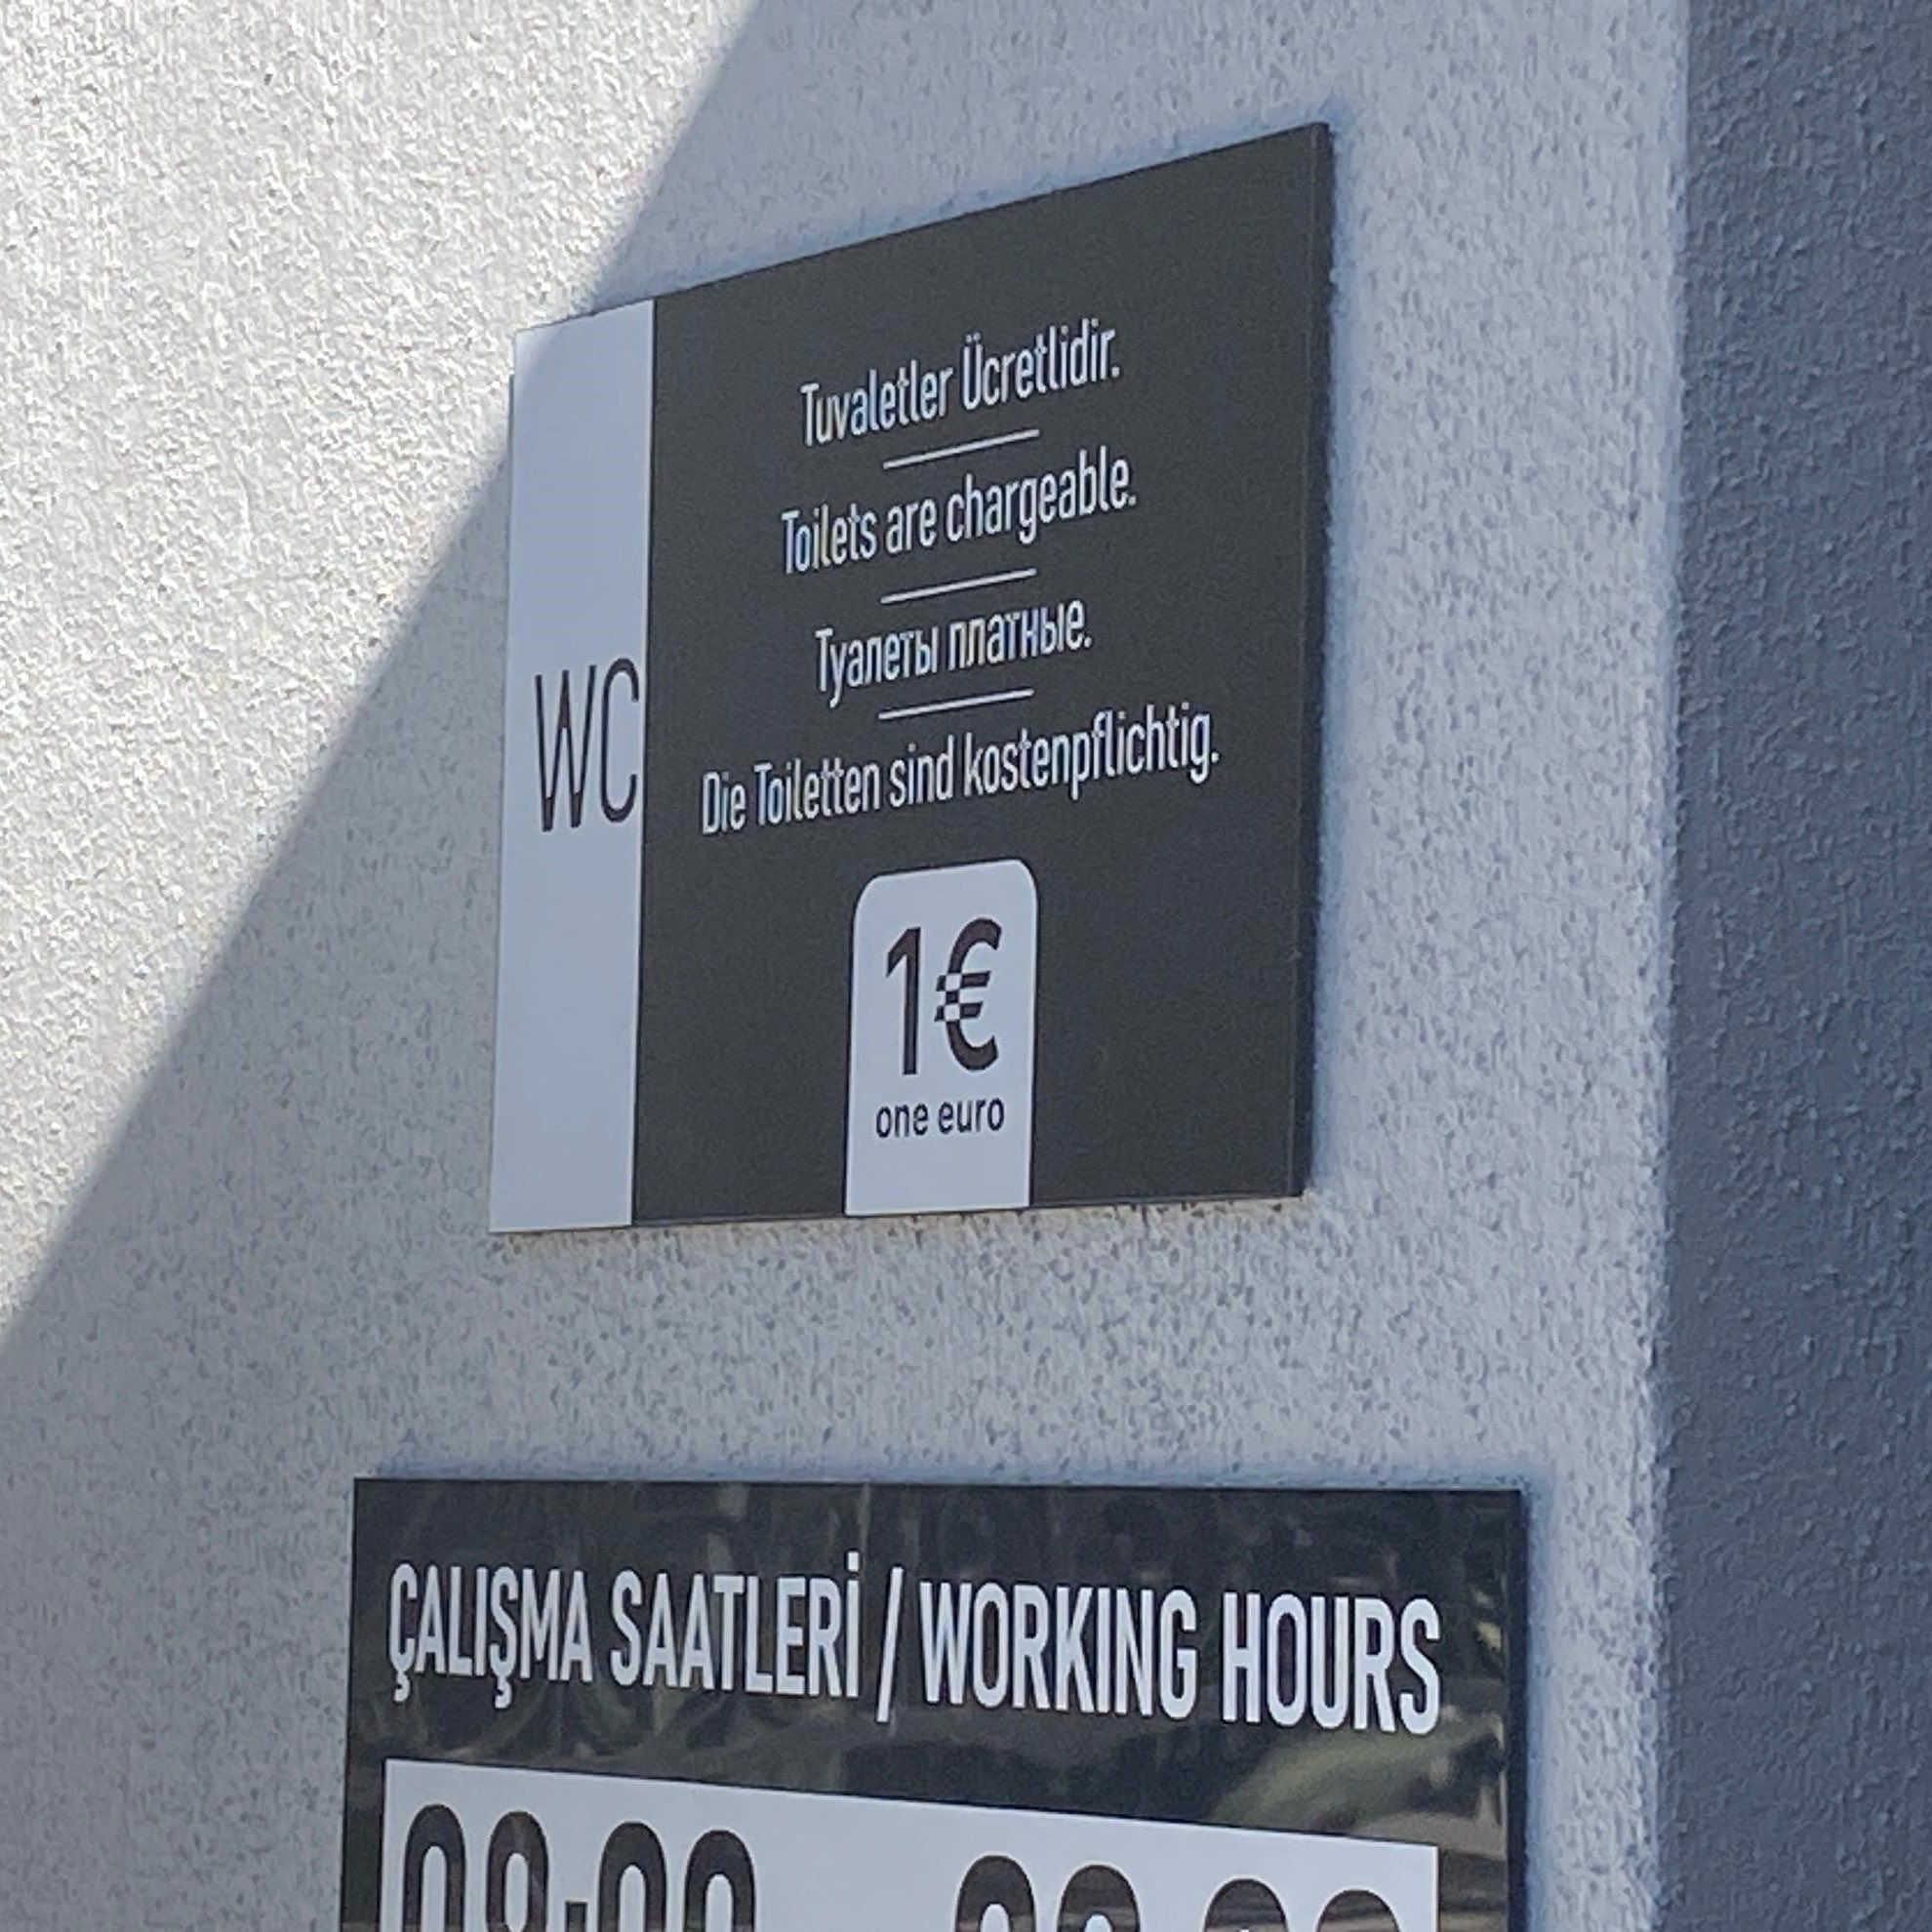 WC
Tuvaletler Ücretlidir.
Toilets are chargeable.
Туалеты платные.
Die Toiletten sind kostenpflichtig.
1€
one euro
ÇALIŞMA SAATLERİ / WORKING HOURS